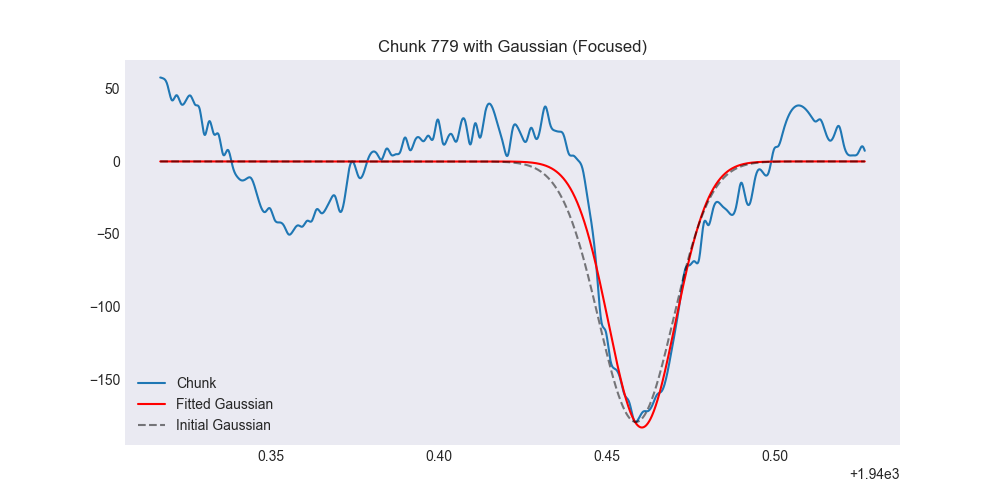 Chunk 779 with Gaussian (Focused)
50
0
−50
−100
−150
Chunk
Fitted Gaussian
Initial Gaussian
0.35 0.40 0.45 0.50
+1.94e3